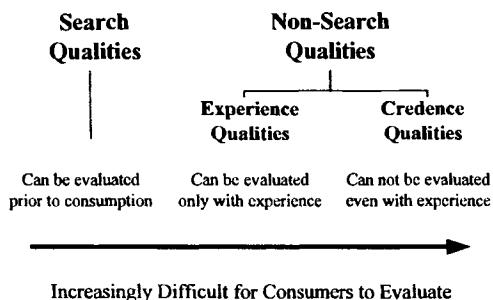 Search
Qualities
Non-Search
Qualities
Experience
Qualities
Credence
Qualities
Can be evaluated
prior to consumption
Can be evaluated
only with experience
Can not be evaluated
even with experience
Increasingly Difficult for Consumers to Evaluate